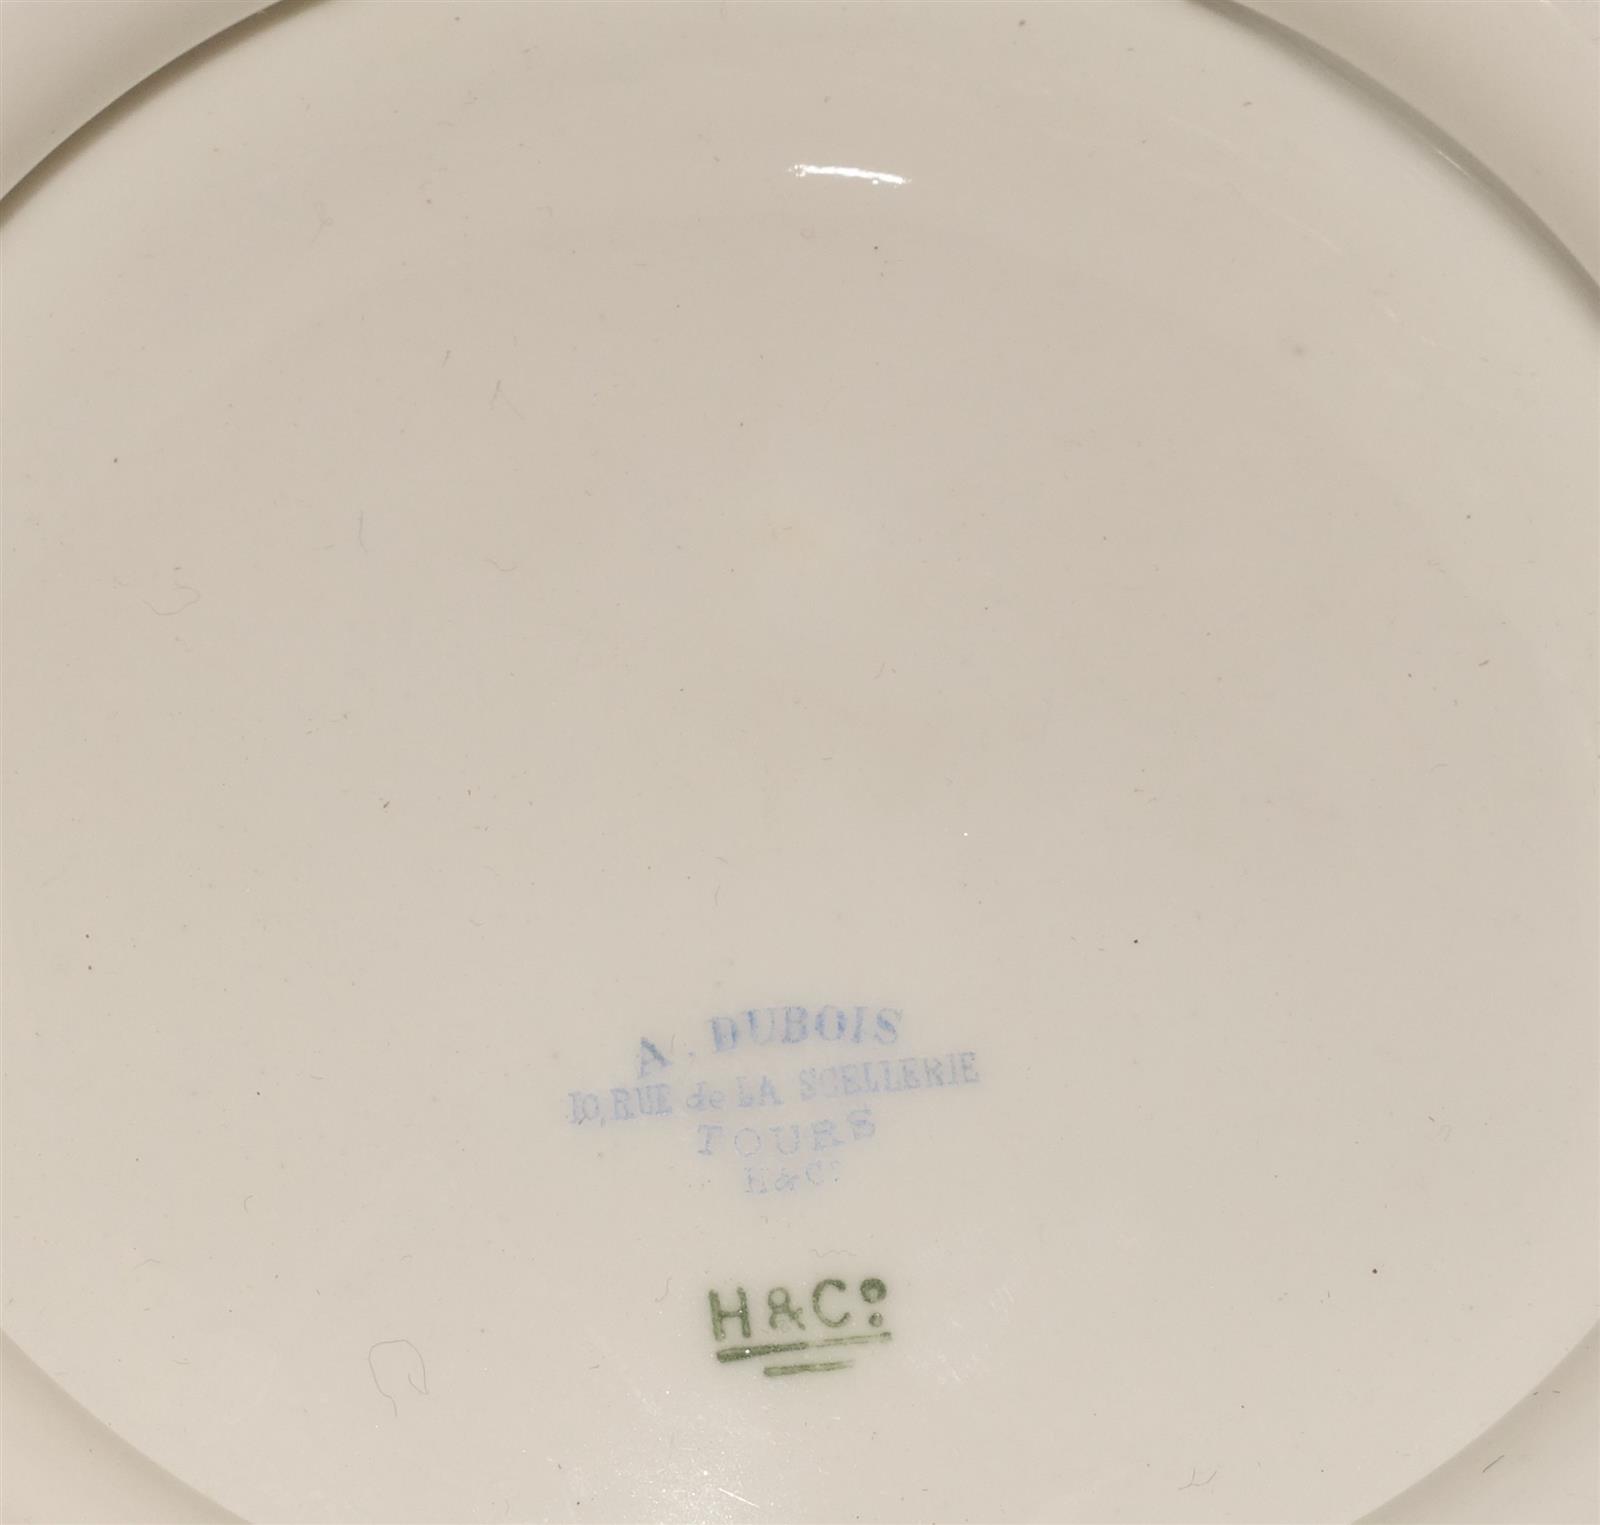 A. DUBOIS
10, RUE de LA SCELLERIE
TOURS
H & Cº
H & Cº